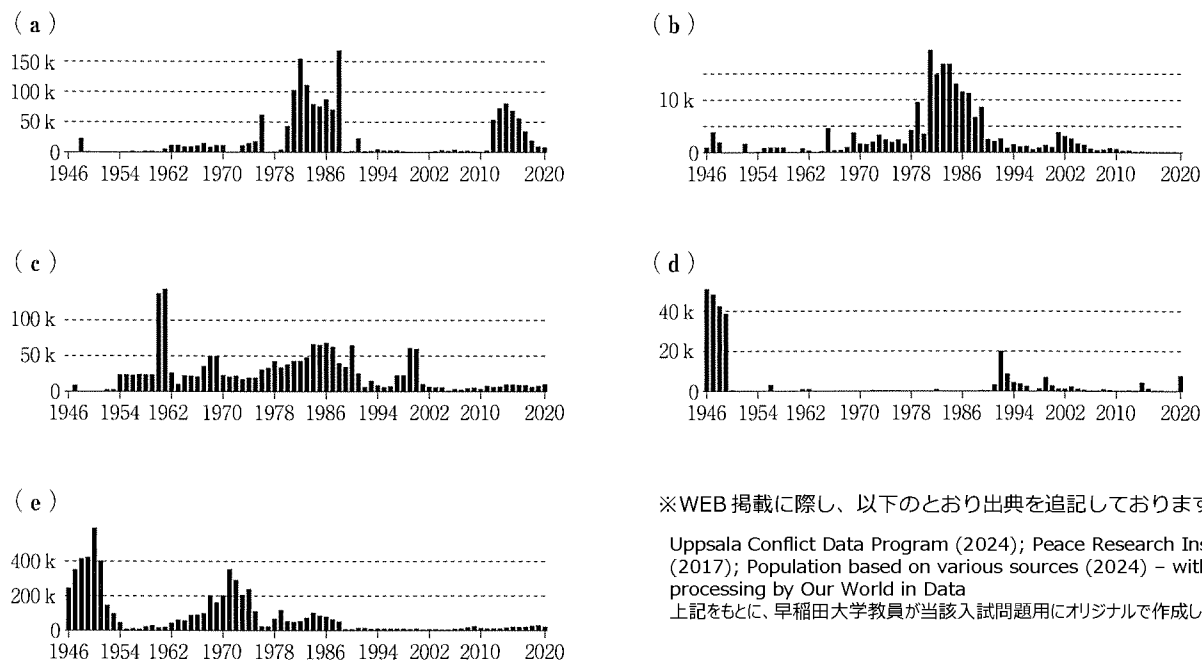 ( a )
150 k
100 k
50 k
0
1946 1954 1962 1970 1978 1986 1994 2002 2010 2020
( b )
10 k
0
1946 1954 1962 1970 1978 1986 1994 2002 2010 2020
( c )
100 k
50 k
0
1946 1954 1962 1970 1978 1986 1994 2002 2010 2020
( d )
40 k
20 k
0
1946 1954 1962 1970 1978 1986 1994 2002 2010 2020
( e )
400 k
200 k
0
1946 1954 1962 1970 1978 1986 1994 2002 2010 2020
※WEB 掲載に際し、以下のとおり出典を追記しております
Uppsala Conflict Data Program (2024); Peace Research Ins
(2017); Population based on various sources (2024) – with
processing by Our World in Data
上記をもとに、早稲田大学教員が当該入試問題用にオリジナルで作成し